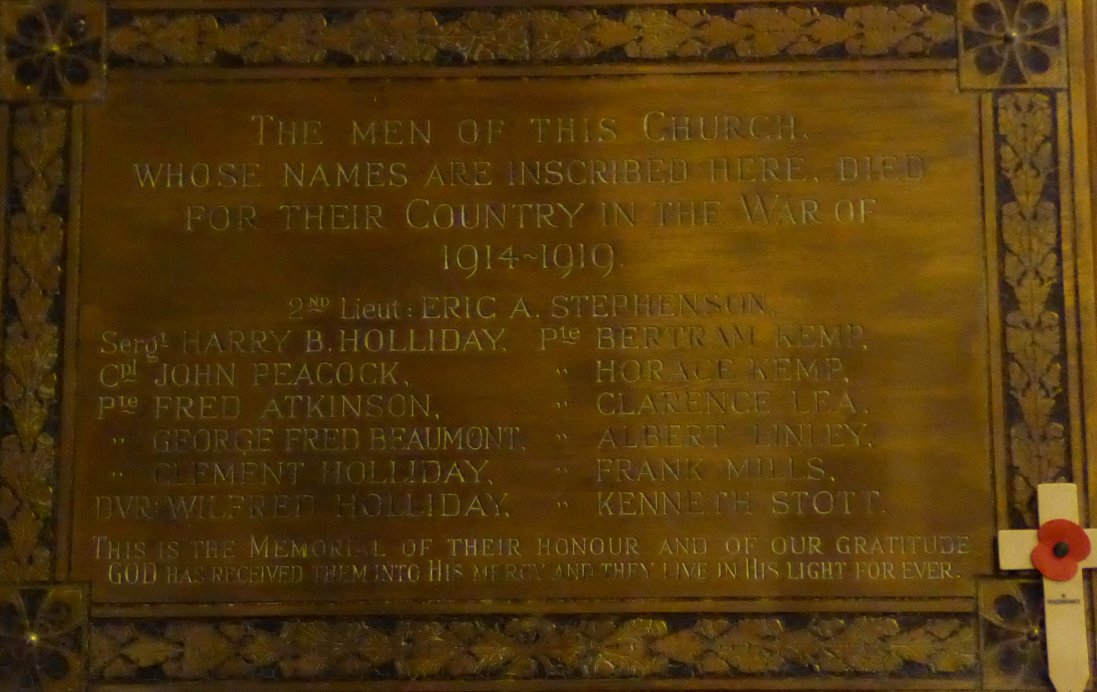 THE MEN OF THIS CHURCH,
WHOSE NAMES ARE INSCRIBED HERE, DIED
FOR THEIR COUNTRY IN THE WAR OF
1914~1919.
2ND Lieut: ERIC A. STEPHENSON.
Sergt HARRY B. HOLLIDAY. Pte BERTRAM KEMP,
Cpl JOHN PEACOCK, " HORACE KEMP,
Pte FRED ATKINSON, " CLARENCE LEA,
" GEORGE FRED BEAUMONT, " ALBERT LINLEY,
" CLEMENT HOLLIDAY, " FRANK MILLS,
DVR: WILFRED HOLLIDAY, " KENNETH STOTT.
THIS IS THE MEMORIAL OF THEIR HONOUR AND OF OUR GRATITUDE.
GOD HAS RECEIVED THEM INTO HIS MERCY AND THEY LIVE IN HIS LIGHT FOR EVER.